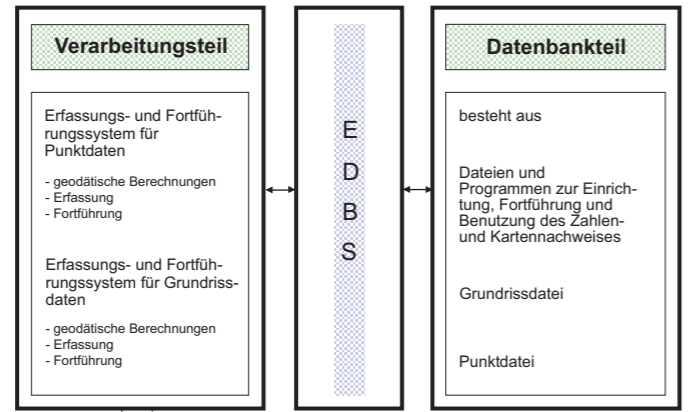 Verarbeitungsteil
Erfassungs- und Fortfüh-
rungssystem für
Punktdaten
- geodätische Berechnungen
- Erfassung
- Fortführung
Erfassungs- und Fortfüh-
rungssystem für Grundriss-
daten
- geodätische Berechnungen
- Erfassung
- Fortführung
E
D
B
S
Datenbankteil
besteht aus
Dateien und
Programmen zur Einrich-
tung, Fortführung und
Benutzung des Zahlen-
und Kartennachweises
Grundrissdatei
Punktdatei